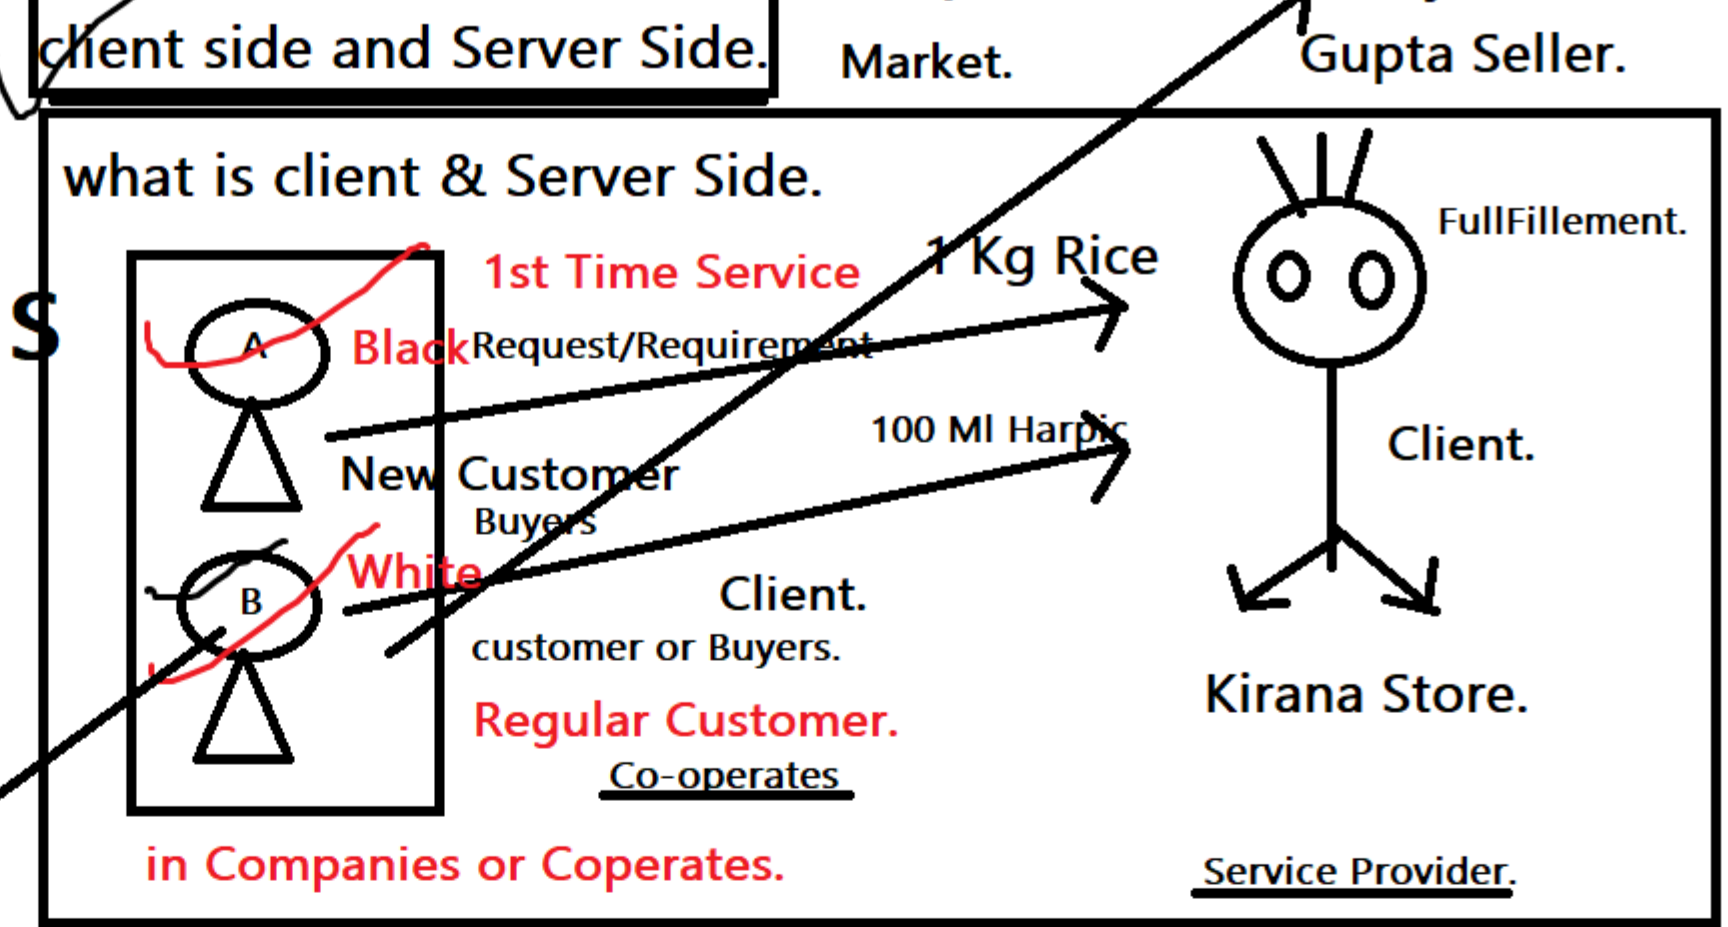 client side and Server Side.
Market.
Gupta Seller.
what is client & Server Side.
FullFillement.
1st Time Service
1 Kg Rice
S
A
Black
Request/Requirement
100 Ml Harpic
Client.
New Customer
Buyers
White
B
Client.
customer or Buyers.
Kirana Store.
Regular Customer.
Co-operates
in Companies or Coperates.
Service Provider.